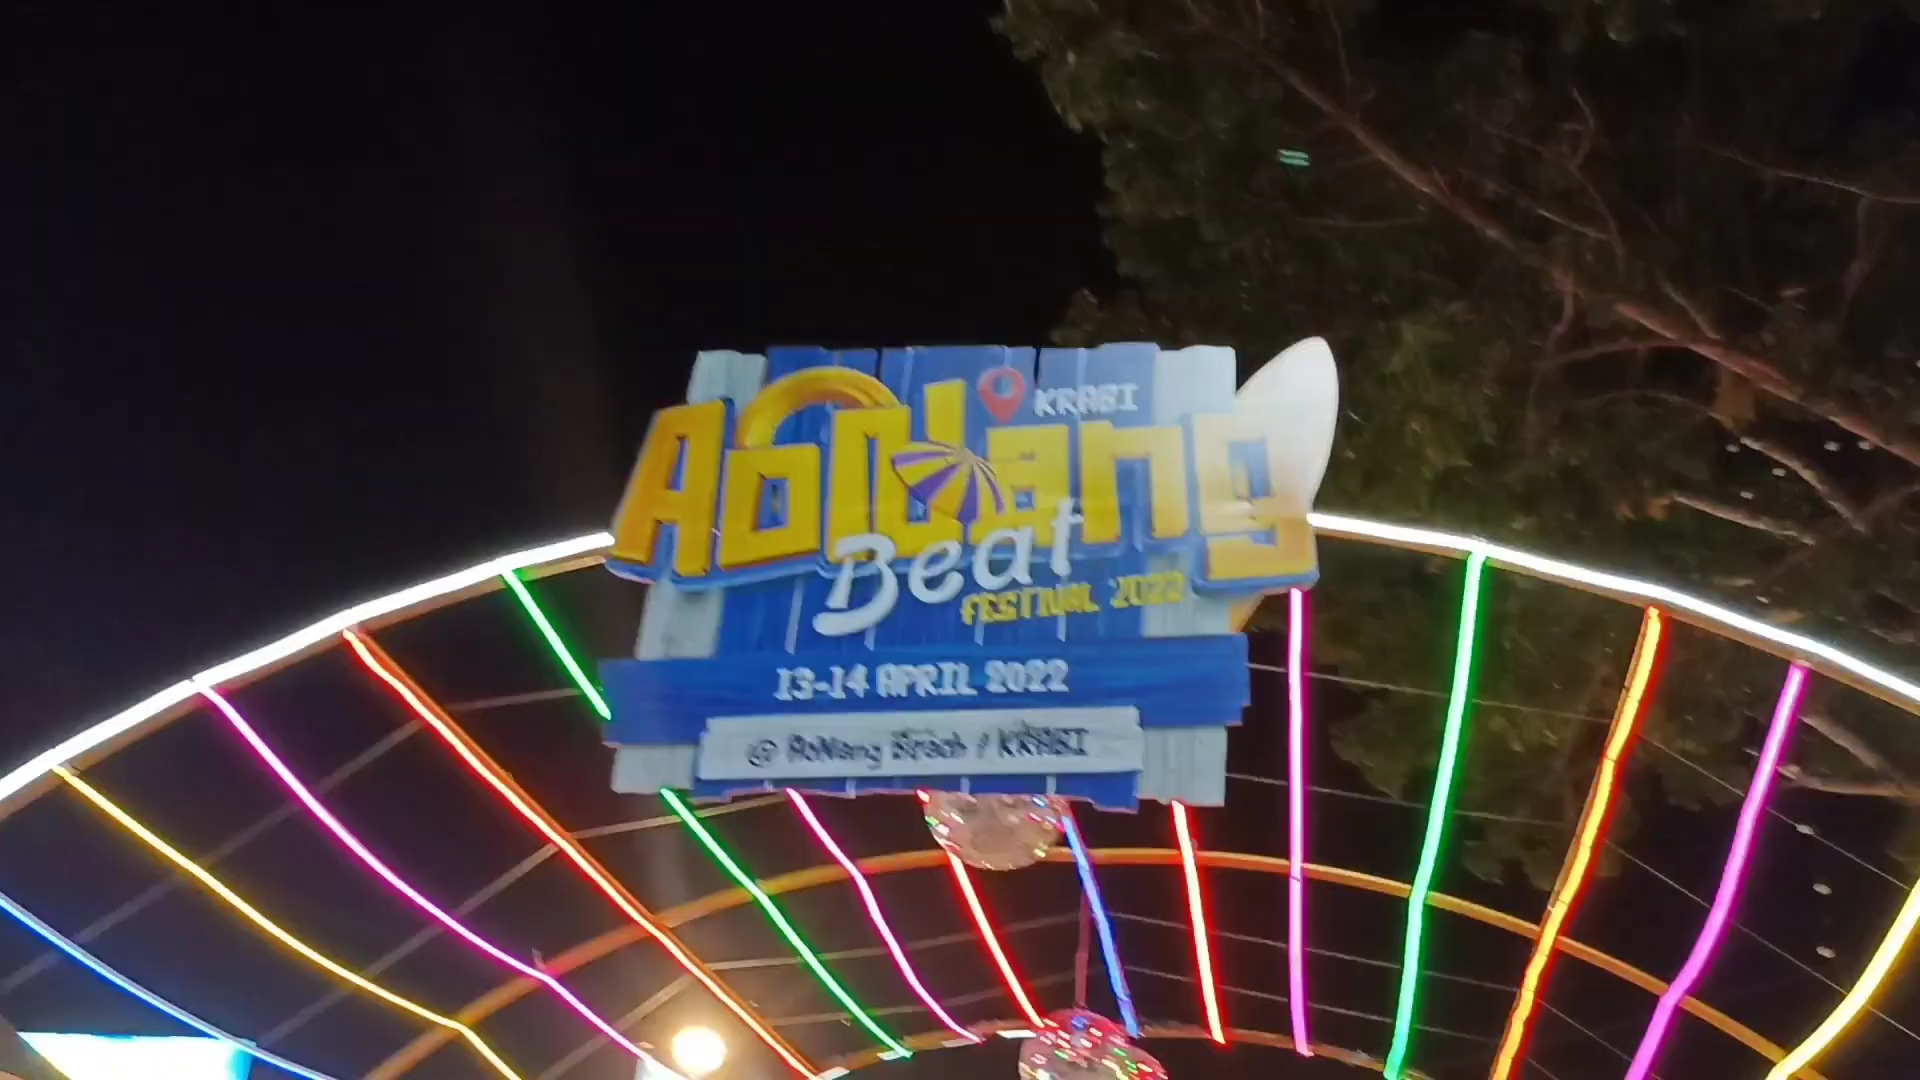 KRABI
AoNang
Beat
FESTIVAL 2022
13-14 APRIL 2022
@ AoNang Beach / KRABI